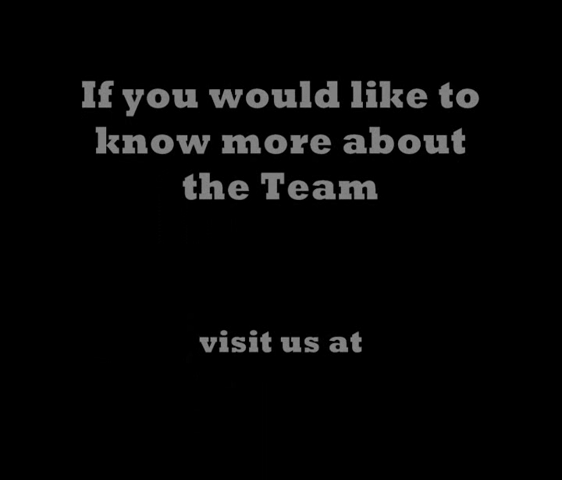 If you would like to
know more about
the Team
visit us at